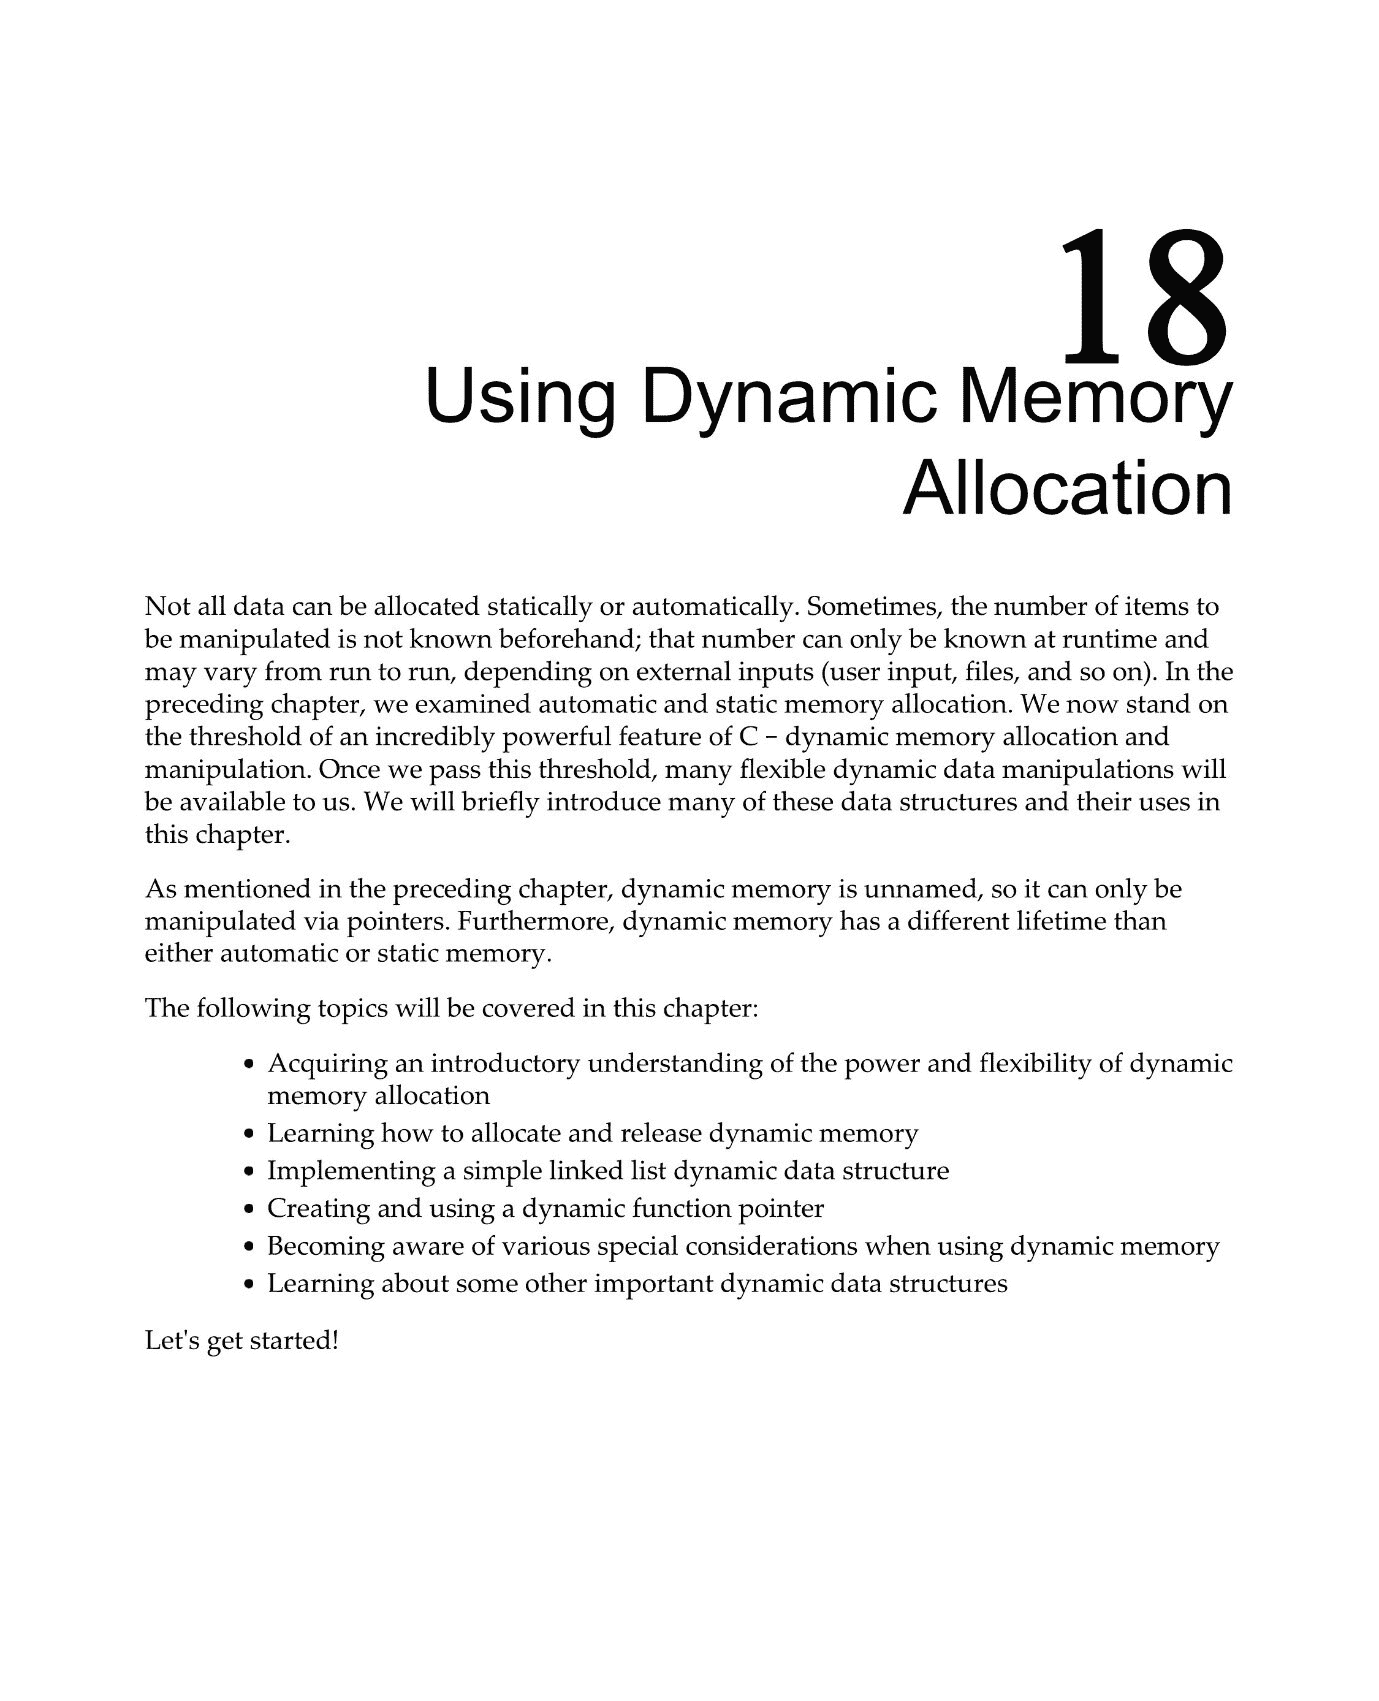 18
Using Dynamic Memory
Allocation
Not all data can be allocated statically or automatically. Sometimes, the number of items to
be manipulated is not known beforehand; that number can only be known at runtime and
may vary from run to run, depending on external inputs (user input, files, and so on). In the
preceding chapter, we examined automatic and static memory allocation. We now stand on
the threshold of an incredibly powerful feature of C – dynamic memory allocation and
manipulation. Once we pass this threshold, many flexible dynamic data manipulations will
be available to us. We will briefly introduce many of these data structures and their uses in
this chapter.
As mentioned in the preceding chapter, dynamic memory is unnamed, so it can only be
manipulated via pointers. Furthermore, dynamic memory has a different lifetime than
either automatic or static memory.
The following topics will be covered in this chapter:
• Acquiring an introductory understanding of the power and flexibility of dynamic
memory allocation
• Learning how to allocate and release dynamic memory
• Implementing a simple linked list dynamic data structure
• Creating and using a dynamic function pointer
• Becoming aware of various special considerations when using dynamic memory
• Learning about some other important dynamic data structures
Let's get started!